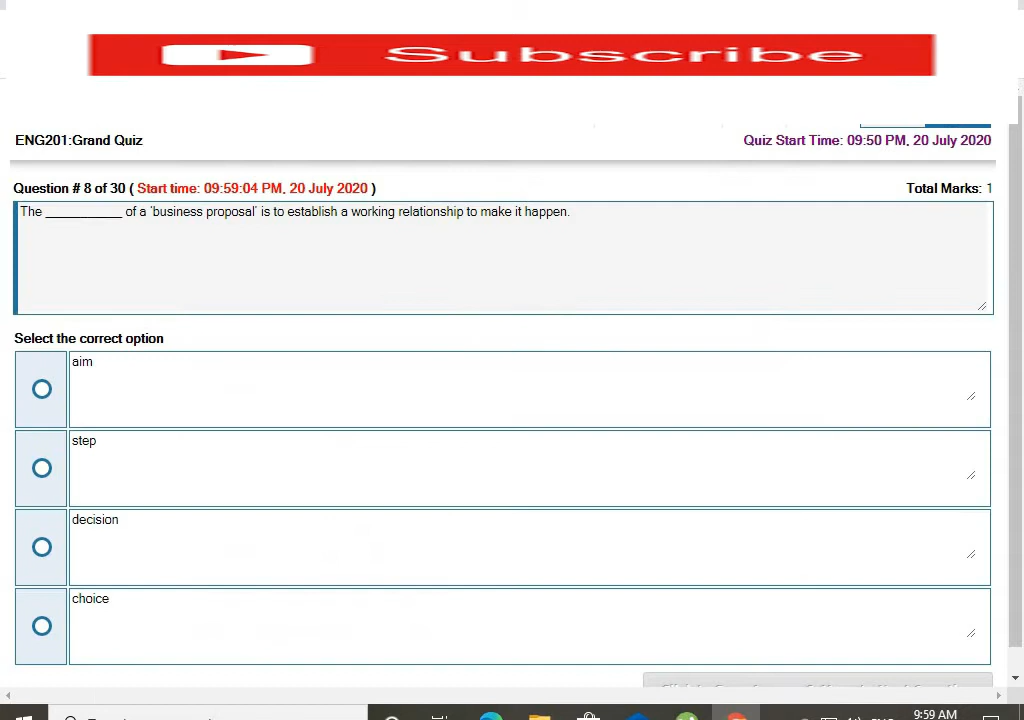 Subscribe
ENG201:Grand Quiz
Quiz Start Time: 09:50 PM, 20 July 2020
Question # 8 of 30 ( Start time: 09:59:04 PM, 20 July 2020 )
Total Marks: 1
The ___________ of a 'business proposal' is to establish a working relationship to make it happen.
Select the correct option
aim
step
decision
choice
9:59 AM